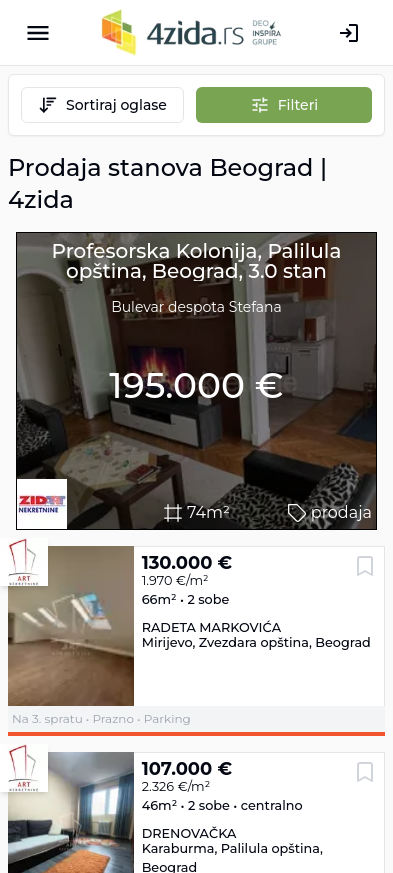 4zida.rs DEO INSPIRA GRUPE
Sortiraj oglase
Filteri
Prodaja stanova Beograd |
4zida
Profesorska Kolonija, Palilula
opština, Beograd, 3.0 stan
Bulevar despota Stefana
195.000 €
ZID
NEKRETNINE
74m²
prodaja
ART
130.000 €
1.970 €/m²
66m² • 2 sobe
RADETA MARKOVIĆA
Mirijevo, Zvezdara opština, Beograd
Na 3. spratu • Prazno • Parking
ART
107.000 €
2.326 €/m²
46m² • 2 sobe • centralno
DRENOVAČKA
Karaburma, Palilula opština,
Beograd